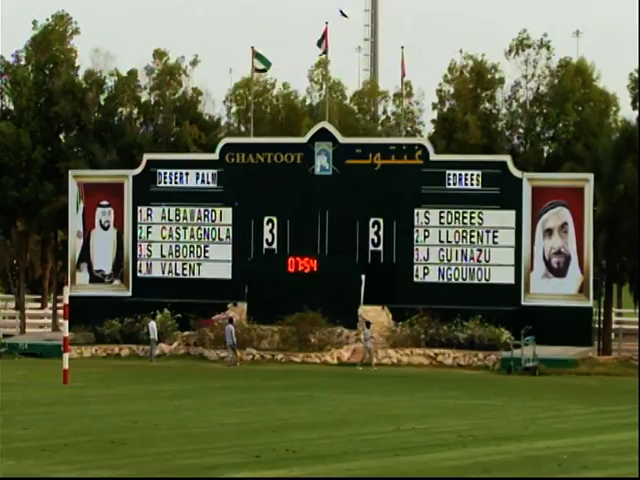 GHANTOOT غنتوت
DESERT PALM
1.R ALBAWARDI
2.F CASTAGNOLA
3.S LABORDE
4.M VALENT
3
07:54
3
EDREES
1.S EDREES
2.P LLORENTE
3.J GUINAZU
4.P NGOUMOU